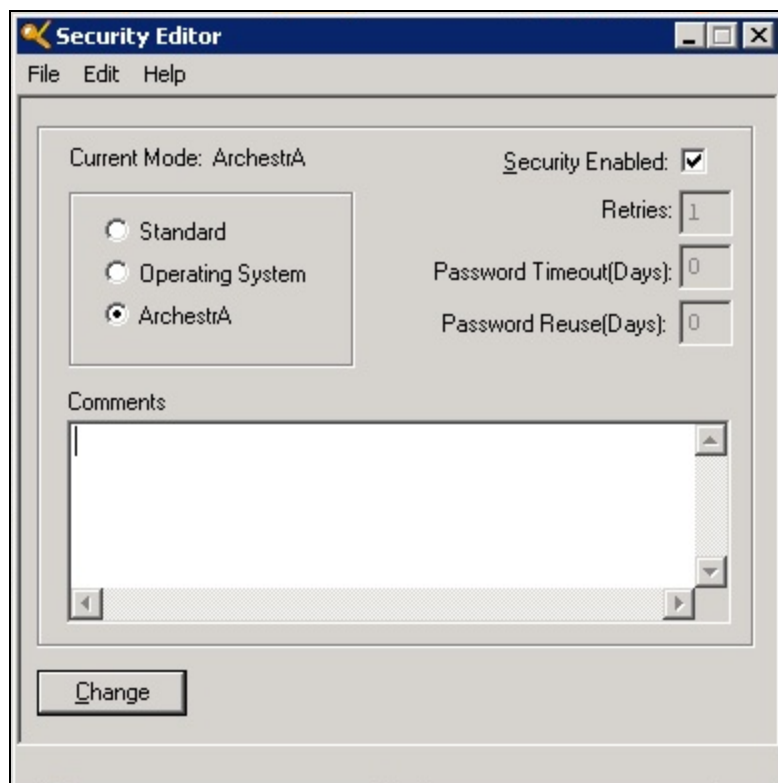 Security Editor
File Edit Help
Current Mode: ArchestrA
Security Enabled:
Standard
Operating System
ArchestrA
Retries: 1
Password Timeout(Days): 0
Password Reuse(Days): 0
Comments
Change